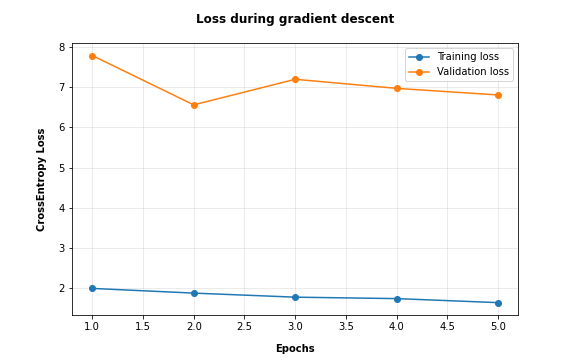 Loss during gradient descent
8
7
6
5
4
3
2
CrossEntropy Loss
Training loss
Validation loss
1.0 1.5 2.0 2.5 3.0 3.5 4.0 4.5 5.0
Epochs